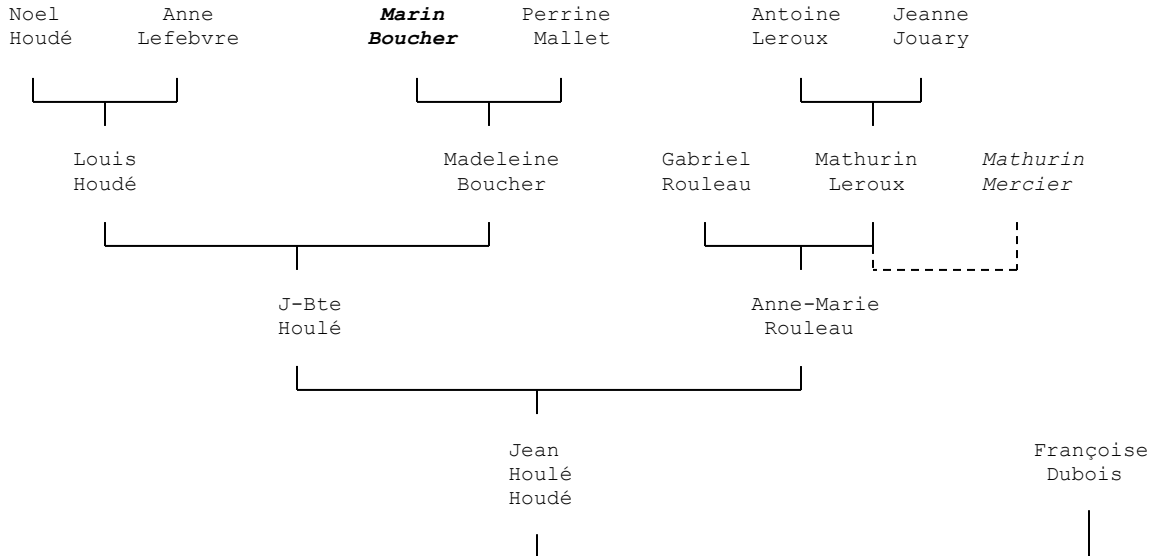 Noel Anne Marin Perrine Antoine Jeanne
Houdé Lefebvre Boucher Mallet Leroux Jouary
Louis Madeleine Gabriel Mathurin Mathurin
Houdé Boucher Rouleau Leroux Mercier
J-Bte Anne-Marie
Houlé Rouleau
Jean Françoise
Houlé Dubois
Houdé